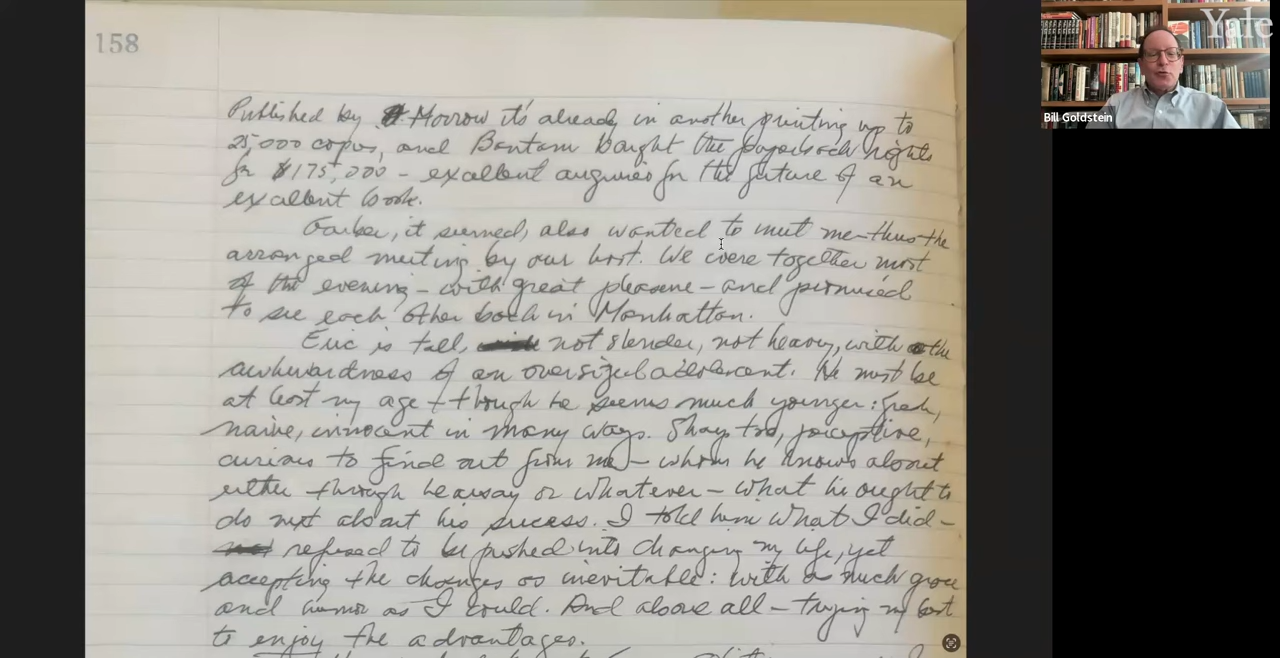 158
Published by Morrow it's already in another printing up to
25,000 copies, and Bantam bought the paperback rights
for $175,000 – excellent auguries for the future of an
excellent book.
Garber, it seemed, also wanted to meet me – thus the
arranged meeting by our host. We were together most
of the evening – with great pleasure – and promised
to see each other back in Manhattan.
Eric is tall, not slender, not heavy, with the
awkwardness of an oversized adolescent. He must be
at least my age – though he seems much younger: fresh,
naive, innocent in many ways. Sharp too, perceptive,
curious to find out from me – whom he knows about
either through hearsay or whatever – what he ought to
do next about his success. I told him what I did –
refused to be pushed into changing my life, yet
accepting the changes as inevitable: with as much grace
and humor as I could. And above all – trying my best
to enjoy the advantages.
Yale
Bill Goldstein